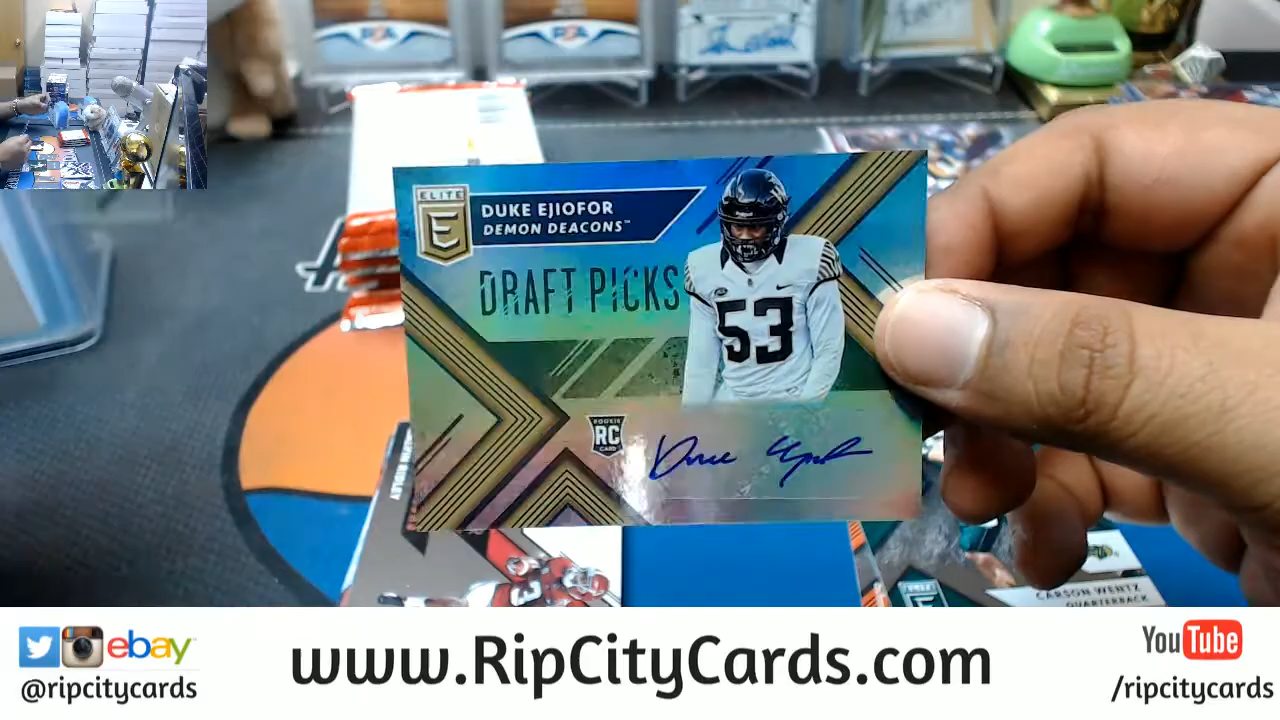 ELITE
E
DUKE EJIOFOR
DEMON DEACONS™
DRAFT PICKS
53
ROOKIE
RC
CARD
3
CARSON WENTZ
QUARTERBACK
ebay
@ripcitycards
www.RipCityCards.com
YouTube
/ripcitycards